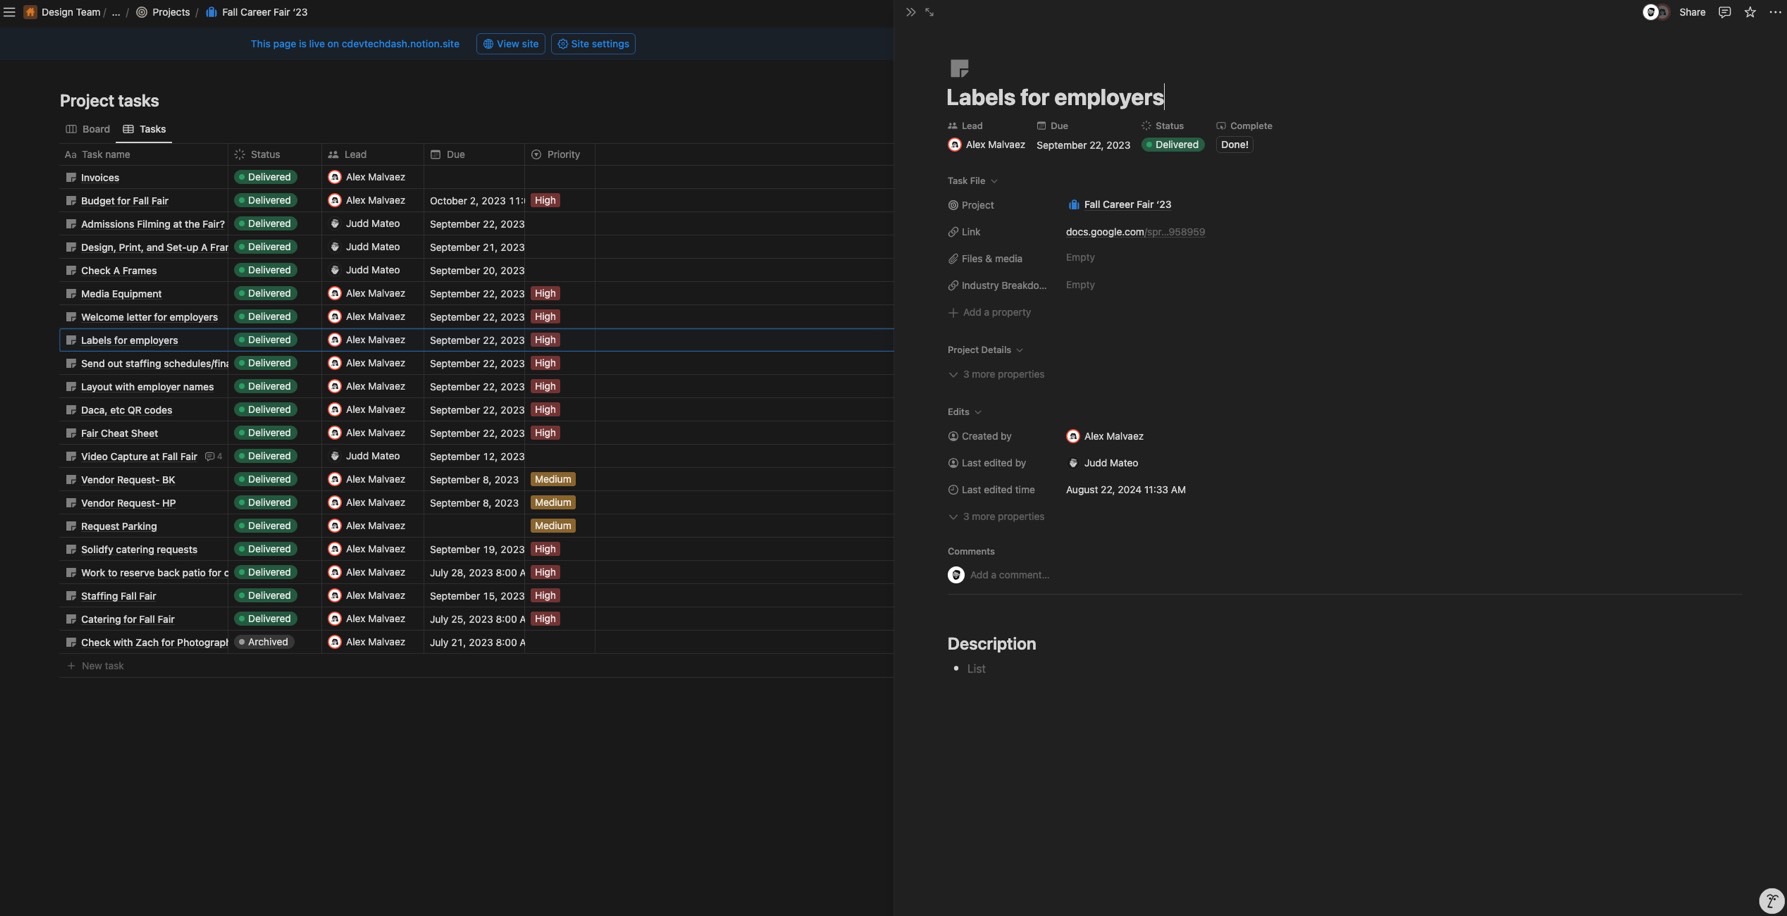 Design Team / ... / Projects / Fall Career Fair ‘23
This page is live on cdevtechdash.notion.site View site Site settings
Project tasks
Board Tasks
Aa Task name Status Lead Due Priority
Invoices Delivered Alex Malvaez
Budget for Fall Fair Delivered Alex Malvaez October 2, 2023 11: High
Admissions Filming at the Fair? Delivered Judd Mateo September 22, 2023
Design, Print, and Set-up A Fra Delivered Judd Mateo September 21, 2023
Check A Frames Delivered Judd Mateo September 20, 2023
Media Equipment Delivered Alex Malvaez September 22, 2023 High
Welcome letter for employers Delivered Alex Malvaez September 22, 2023 High
Labels for employers Delivered Alex Malvaez September 22, 2023 High
Send out staffing schedules/fina Delivered Alex Malvaez September 22, 2023 High
Layout with employer names Delivered Alex Malvaez September 22, 2023 High
Daca, etc QR codes Delivered Alex Malvaez September 22, 2023 High
Fair Cheat Sheet Delivered Alex Malvaez September 22, 2023 High
Video Capture at Fall Fair 4 Delivered Judd Mateo September 12, 2023
Vendor Request- BK Delivered Alex Malvaez September 8, 2023 Medium
Vendor Request- HP Delivered Alex Malvaez September 8, 2023 Medium
Request Parking Delivered Alex Malvaez Medium
Solidfy catering requests Delivered Alex Malvaez September 19, 2023 High
Work to reserve back patio for c Delivered Alex Malvaez July 28, 2023 8:00 A High
Staffing Fall Fair Delivered Alex Malvaez September 15, 2023 High
Catering for Fall Fair Delivered Alex Malvaez July 25, 2023 8:00 A High
Check with Zach for Photograph Archived Alex Malvaez July 21, 2023 8:00 A
+ New task
Share
Labels for employers
Lead Due Status Complete
Alex Malvaez September 22, 2023 Delivered Done!
Task File
Project Fall Career Fair ‘23
Link docs.google.com/spr...958959
Files & media Empty
Industry Breakdo... Empty
+ Add a property
Project Details
3 more properties
Edits
Created by Alex Malvaez
Last edited by Judd Mateo
Last edited time August 22, 2024 11:33 AM
3 more properties
Comments
Add a comment...
Description
• List